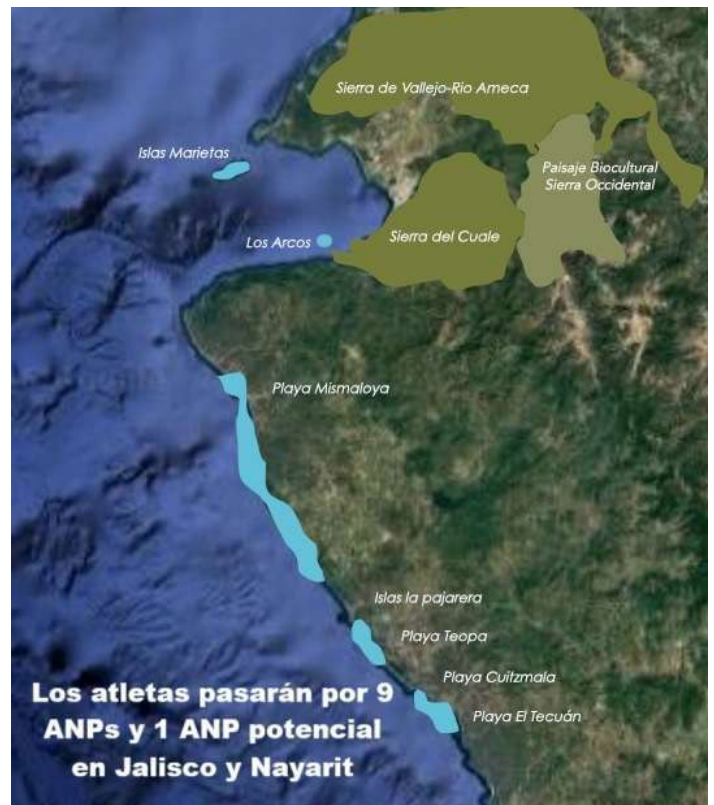 Sierra de Vallejo-Rio Ameca
Islas Marietas
Paisaje Biocultural
Sierra Occidental
Los Arcos
Sierra del Cuale
Playa Mismaloya
Islas la pajarera
Playa Teopa
Playa Cuitzmala
Playa El Tecuán
Los atletas pasarán por 9
ANPs y 1 ANP potencial
en Jalisco y Nayarit